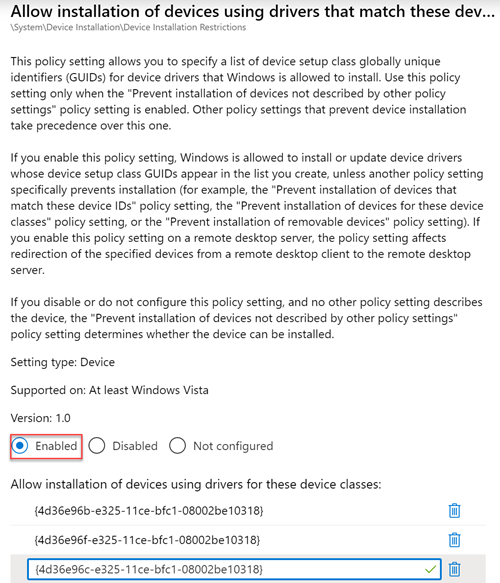 Allow installation of devices using drivers that match these dev...
\System\Device Installation\Device Installation Restrictions
This policy setting allows you to specify a list of device setup class globally unique
identifiers (GUIDs) for device drivers that Windows is allowed to install. Use this policy
setting only when the "Prevent installation of devices not described by other policy
settings" policy setting is enabled. Other policy settings that prevent device installation
take precedence over this one.
If you enable this policy setting, Windows is allowed to install or update device drivers
whose device setup class GUIDs appear in the list you create, unless another policy setting
specifically prevents installation (for example, the "Prevent installation of devices that
match these device IDs" policy setting, the "Prevent installation of devices for these device
classes" policy setting, or the "Prevent installation of removable devices" policy setting). If
you enable this policy setting on a remote desktop server, the policy setting affects
redirection of the specified devices from a remote desktop client to the remote desktop
server.
If you disable or do not configure this policy setting, and no other policy setting describes
the device, the "Prevent installation of devices not described by other policy settings"
policy setting determines whether the device can be installed.
Setting type: Device
Supported on: At least Windows Vista
Version: 1.0
Enabled Disabled Not configured
Allow installation of devices using drivers for these device classes:
{4d36e96b-e325-11ce-bfc1-08002be10318}
{4d36e96f-e325-11ce-bfc1-08002be10318}
{4d36e96c-e325-11ce-bfc1-08002be10318}